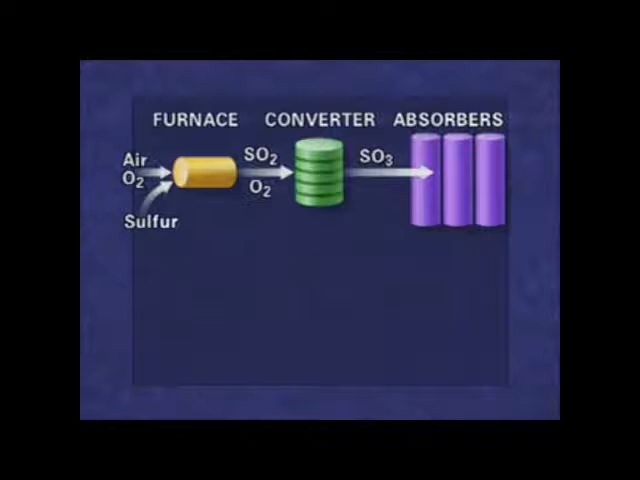 FURNACE CONVERTER ABSORBERS
Air
O₂
Sulfur
SO₂
O₂
SO₃